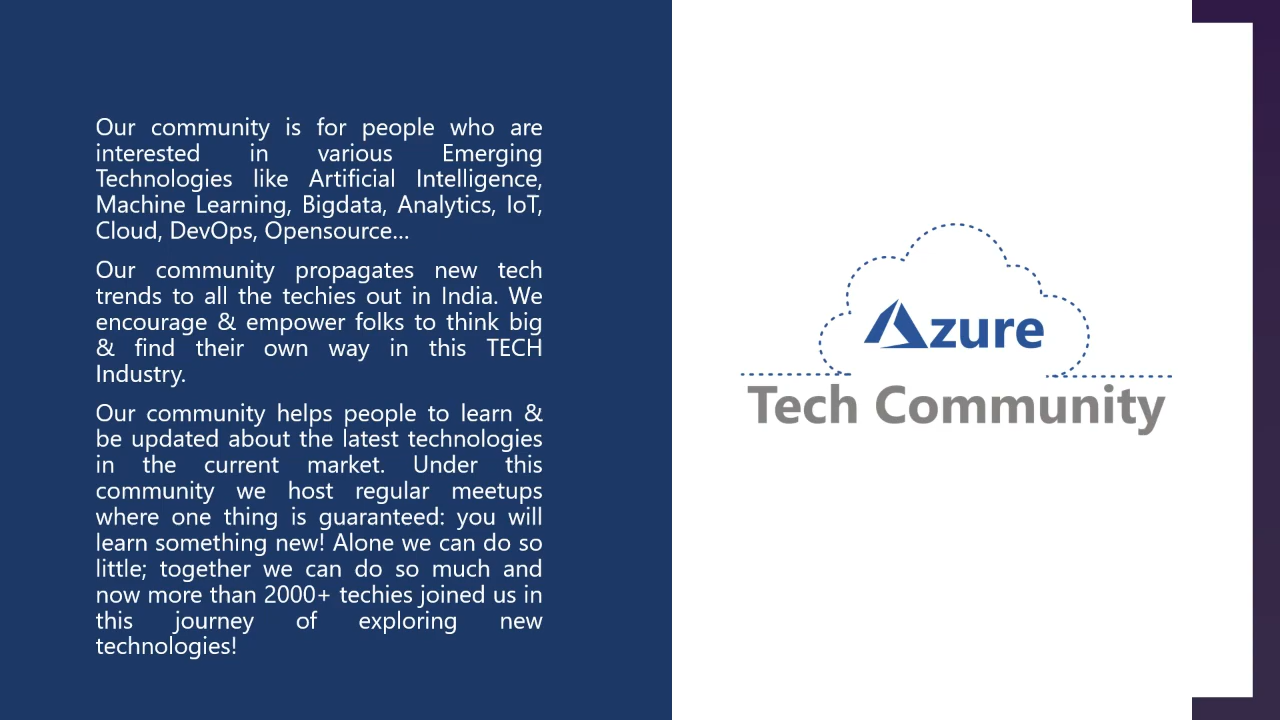 Our community is for people who are
interested in various Emerging
Technologies like Artificial Intelligence,
Machine Learning, Bigdata, Analytics, IoT,
Cloud, DevOps, Opensource...
Our community propagates new tech
trends to all the techies out in India. We
encourage & empower folks to think big
& find their own way in this TECH
Industry.
Our community helps people to learn &
be updated about the latest technologies
in the current market. Under this
community we host regular meetups
where one thing is guaranteed: you will
learn something new! Alone we can do so
little; together we can do so much and
now more than 2000+ techies joined us in
this journey of exploring new
technologies!
Azure
Tech Community